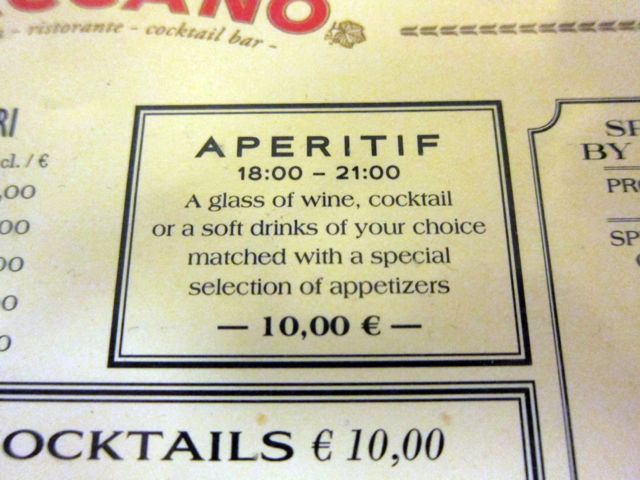 - ristorante - cocktail bar -
APERITIF
18:00 – 21:00
A glass of wine, cocktail
or a soft drinks of your choice
matched with a special
selection of appetizers
— 10,00 € —
cl. / €
BY
OCKTAILS € 10,00